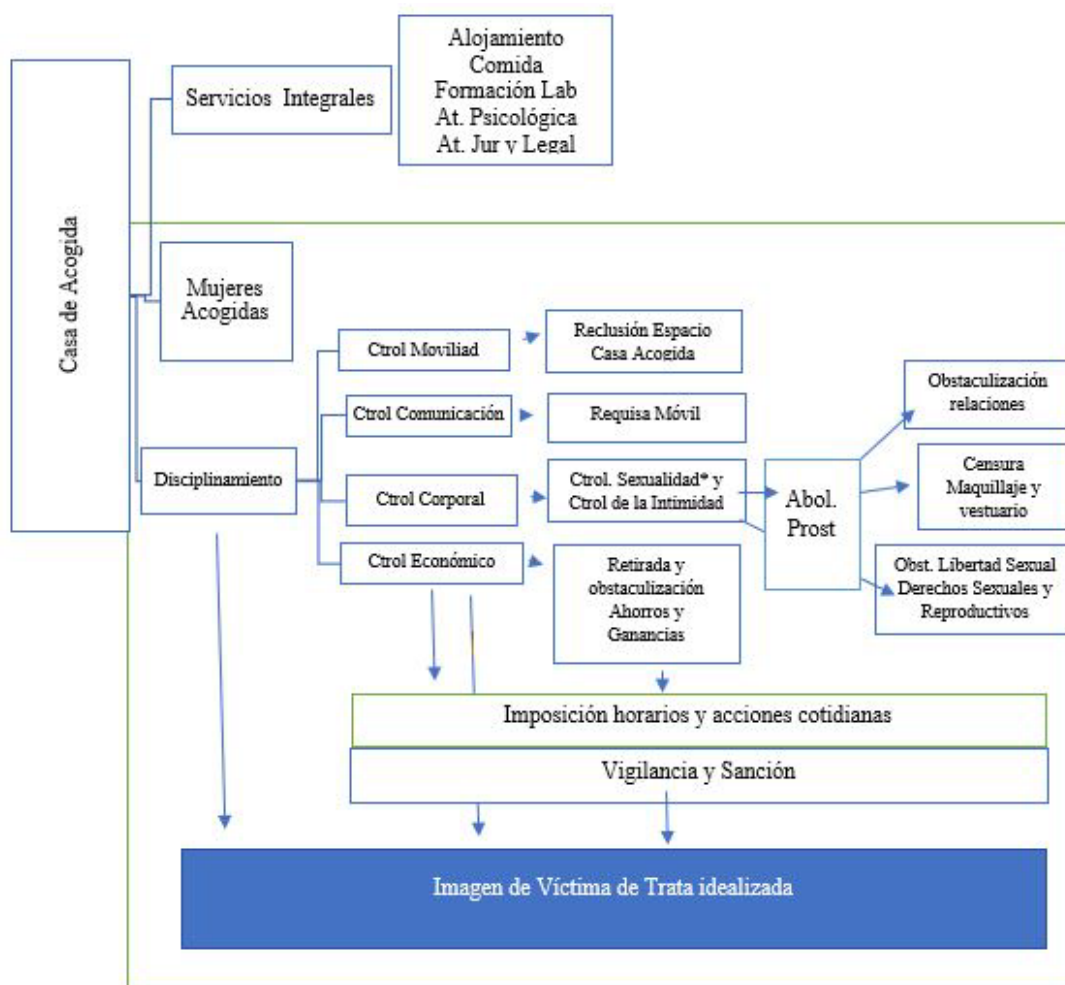 Alojamiento
Comida
Formación Lab
At. Psicológica
At. Jur y Legal
Servicios Integrales
Casa de Acogida
Mujeres
Acogidas
Ctrol Moviliad
Reclusión Espacio
Casa Acogida
Ctrol Comunicación
Requisa Móvil
Disciplinamiento
Ctrol Corporal
Ctrol. Sexualidad* y
Ctrol de la Intimidad
Abol.
Prost
Obstaculización
relaciones
Censura
Maquillaje y
vestuario
Obst. Libertad Sexual
Derechos Sexuales y
Reproductivos
Ctrol Económico
Retirada y
obstaculización
Ahorros y
Ganancias
Imposición horarios y acciones cotidianas
Vigilancia y Sanción
Imagen de Víctima de Trata idealizada